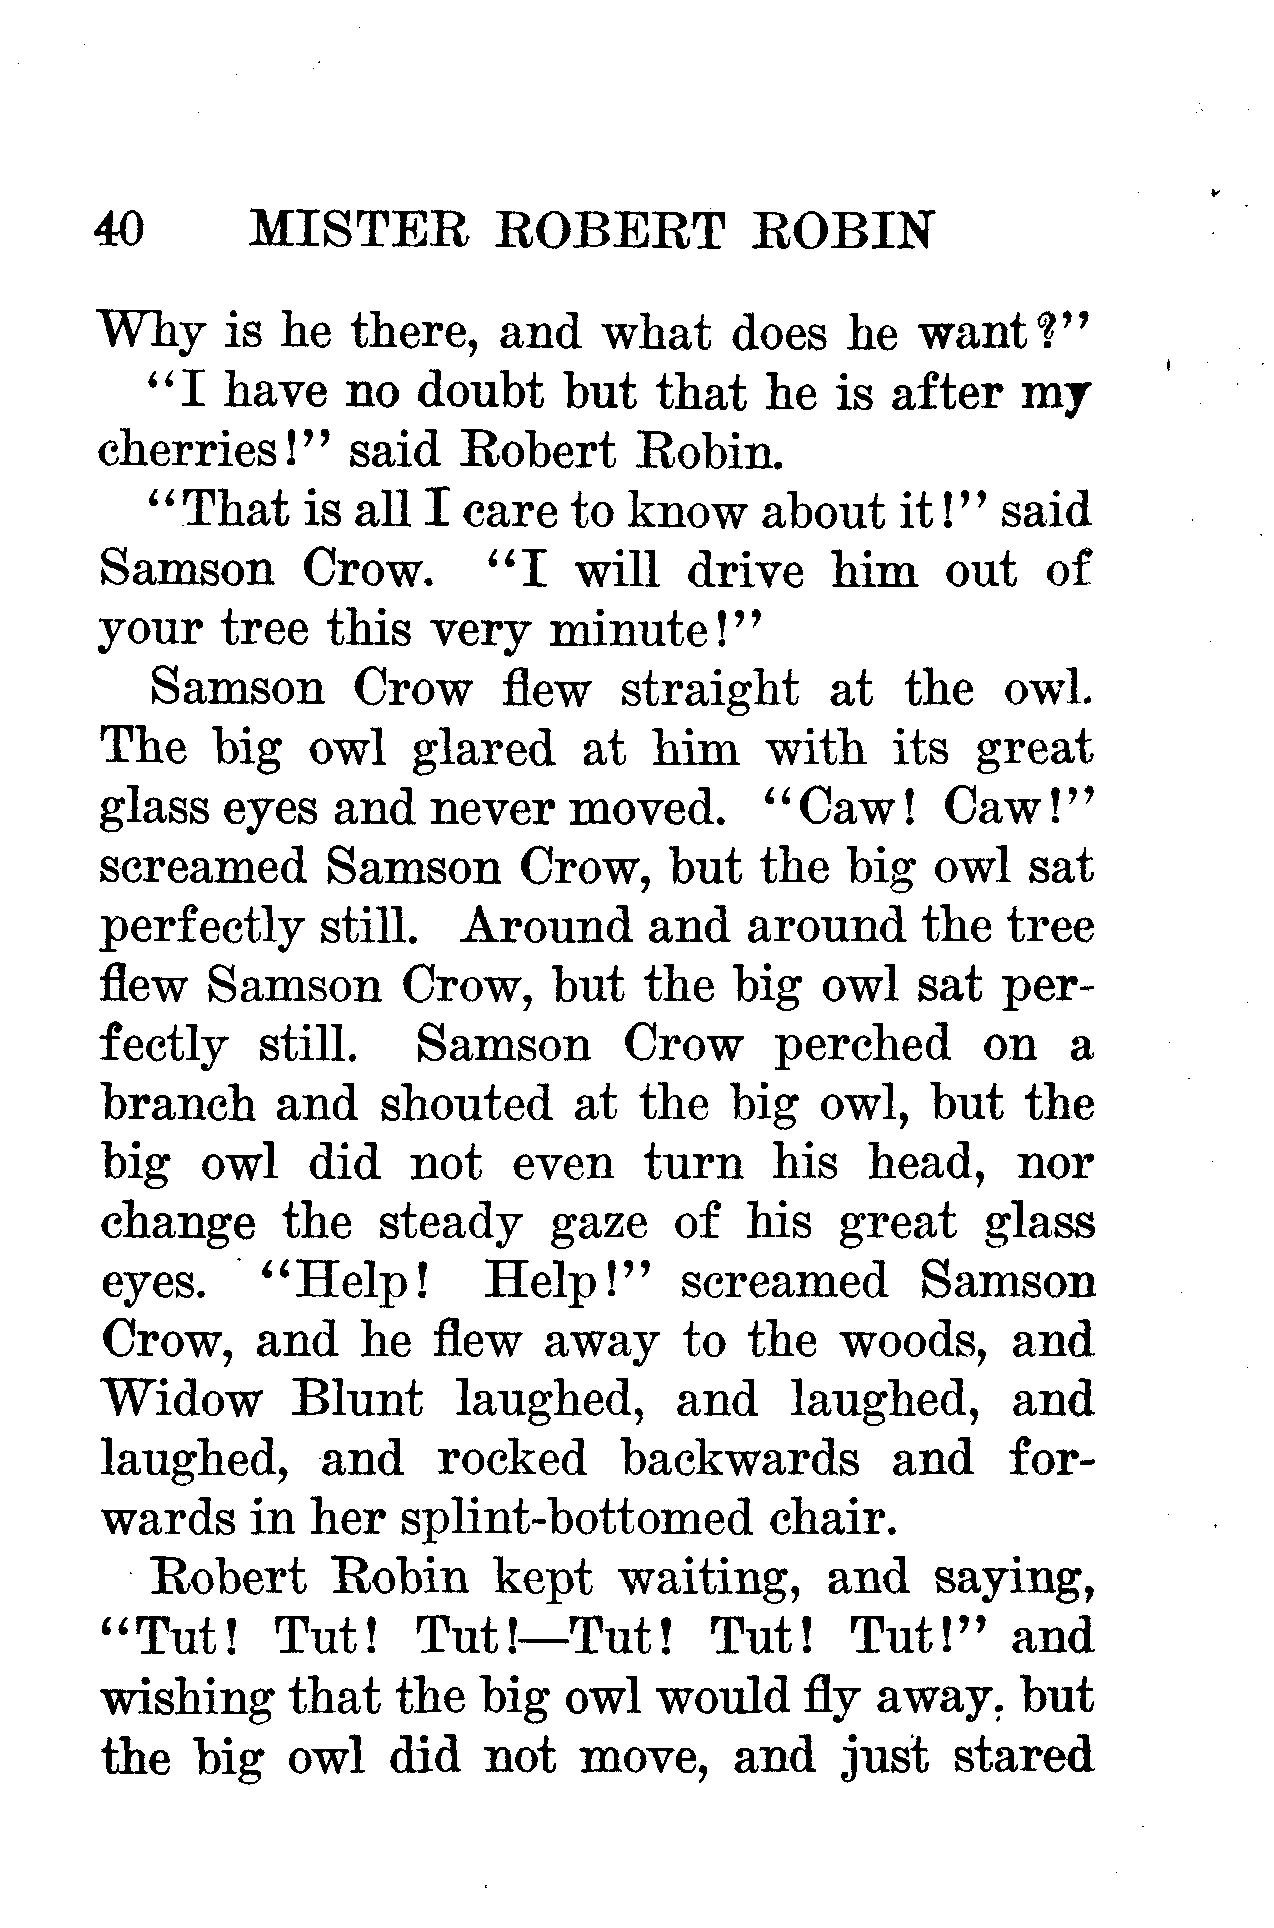 40 MISTER ROBERT ROBIN
Why is he there, and what does he want?"
"I have no doubt but that he is after my
cherries!" said Robert Robin.
"That is all I care to know about it!" said
Samson Crow. "I will drive him out of
your tree this very minute!"
Samson Crow flew straight at the owl.
The big owl glared at him with its great
glass eyes and never moved. "Caw! Caw!"
screamed Samson Crow, but the big owl sat
perfectly still. Around and around the tree
flew Samson Crow, but the big owl sat per-
fectly still. Samson Crow perched on a
branch and shouted at the big owl, but the
big owl did not even turn his head, nor
change the steady gaze of his great glass
eyes. "Help! Help!" screamed Samson
Crow, and he flew away to the woods, and
Widow Blunt laughed, and laughed, and
laughed, and rocked backwards and for-
wards in her splint-bottomed chair.
Robert Robin kept waiting, and saying,
"Tut! Tut! Tut!—Tut! Tut! Tut!" and
wishing that the big owl would fly away, but
the big owl did not move, and just stared